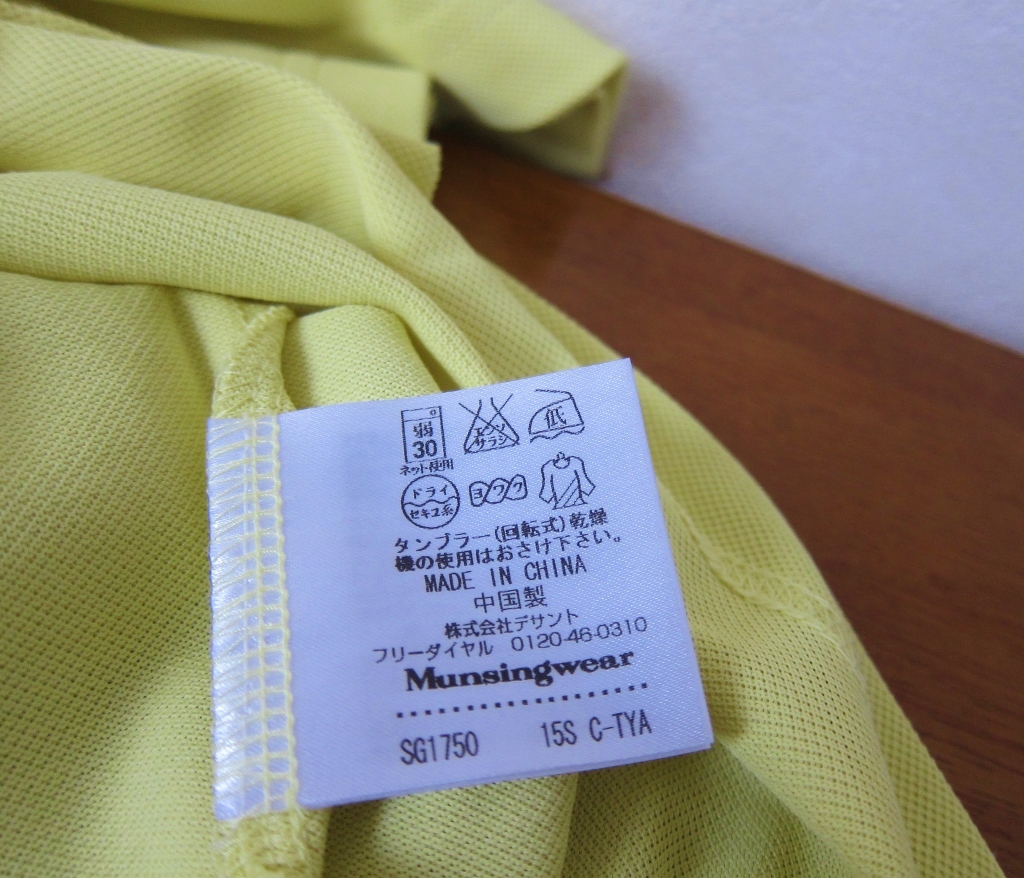 弱
30
ネット使用
エンソ
サラシ
低
ドライ
セキユ系
ヨワク
タンブラー(回転式)乾燥
機の使用はおさけ下さい。
MADE IN CHINA
中国製
株式会社デサント
フリーダイヤル 0120-46-0310
Munsingwear
SG1750 15S C-TYA